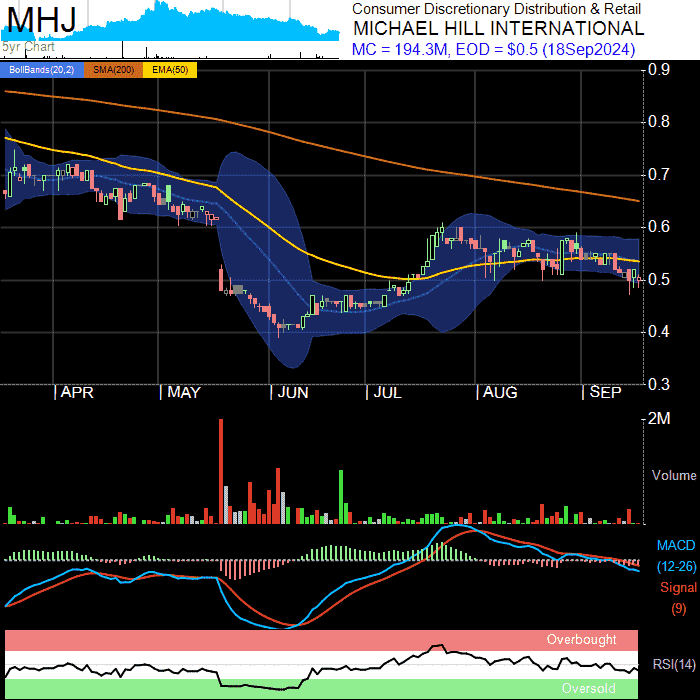 MHJ
5yr Chart
Consumer Discretionary Distribution & Retail
MICHAEL HILL INTERNATIONAL
MC = 194.3M, EOD = $0.5 (18Sep2024)
BollBands(20,2) SMA(200) EMA(50)
0.9
0.8
0.7
0.6
0.5
0.4
0.3
APR MAY JUN JUL AUG SEP
2M
Volume
MACD
(12-26)
Signal
(9)
Overbought
RSI(14)
Oversold